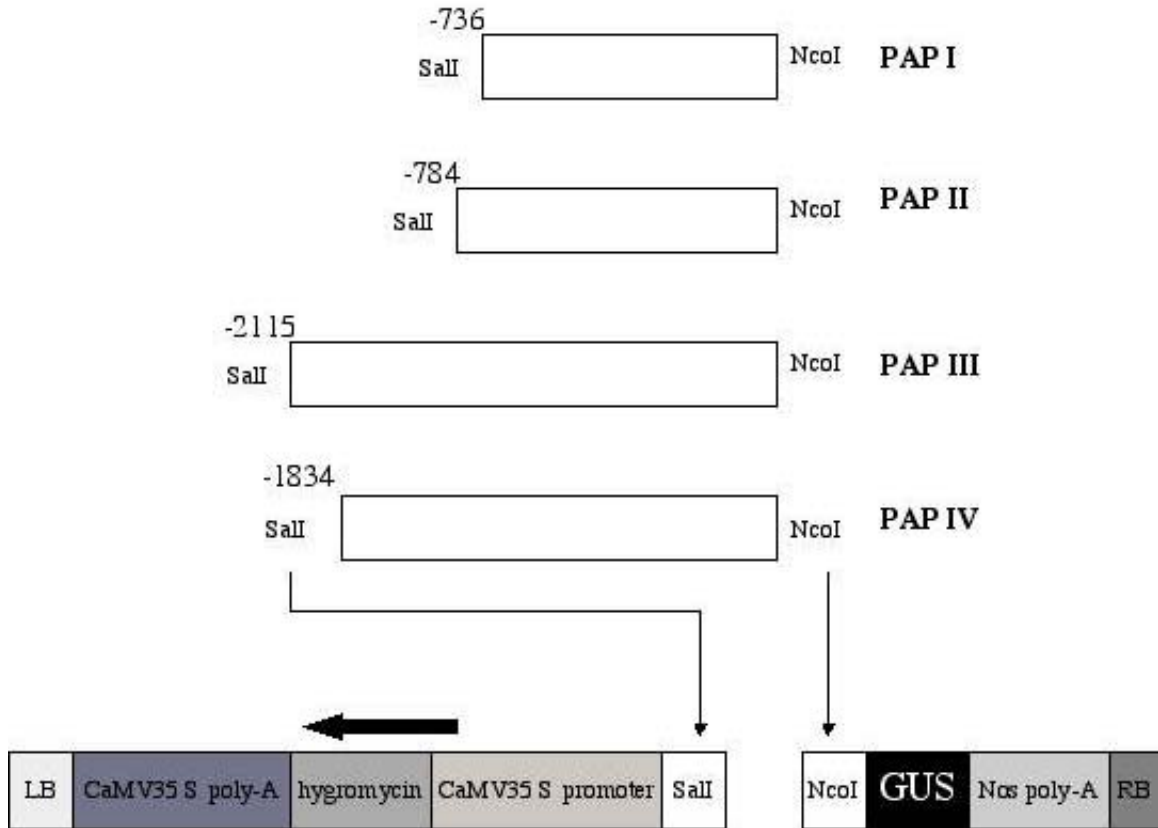 -736
SalI
NcoI
PAP I
-784
SalI
NcoI
PAP II
-2115
SalI
NcoI
PAP III
-1834
SalI
NcoI
PAP IV
LB
CaMV35 S poly-A
hygromycin
CaMV35 S promoter
SalI
NcoI
GUS
Nos poly-A
RB